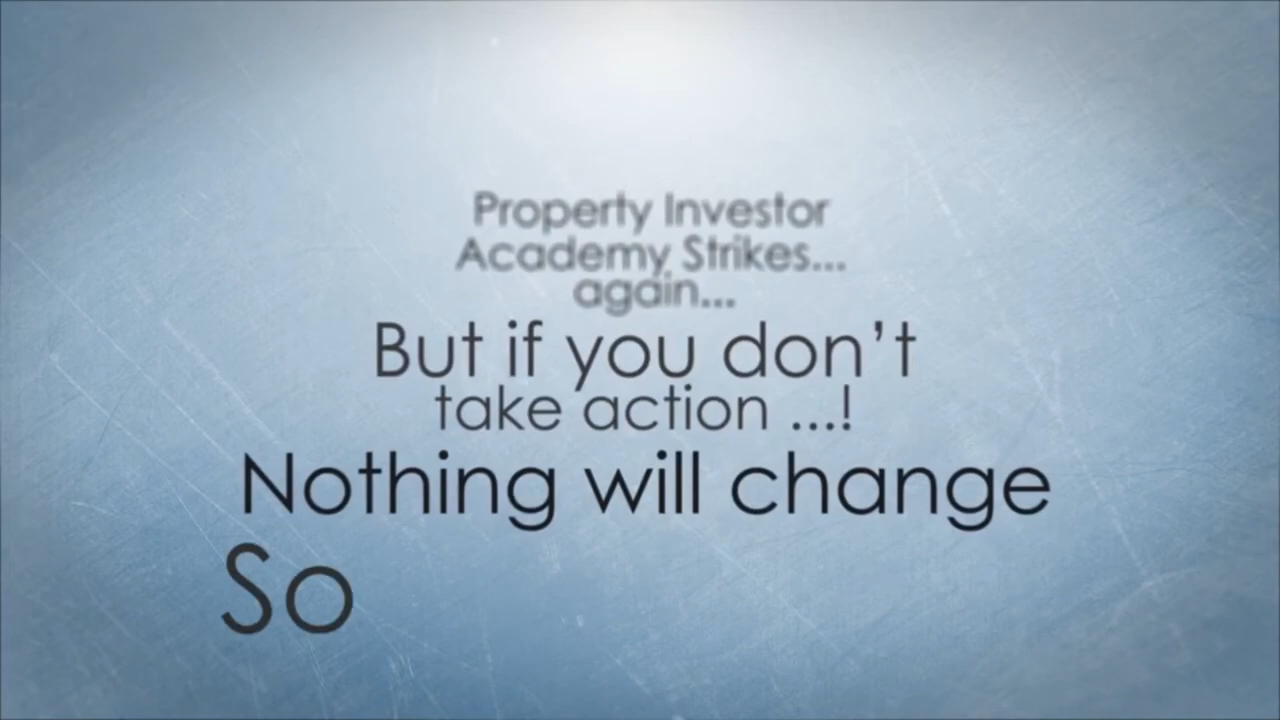 Property Investor
Academy Strikes...
again...
But if you don’t
take action ...!
Nothing will change
So